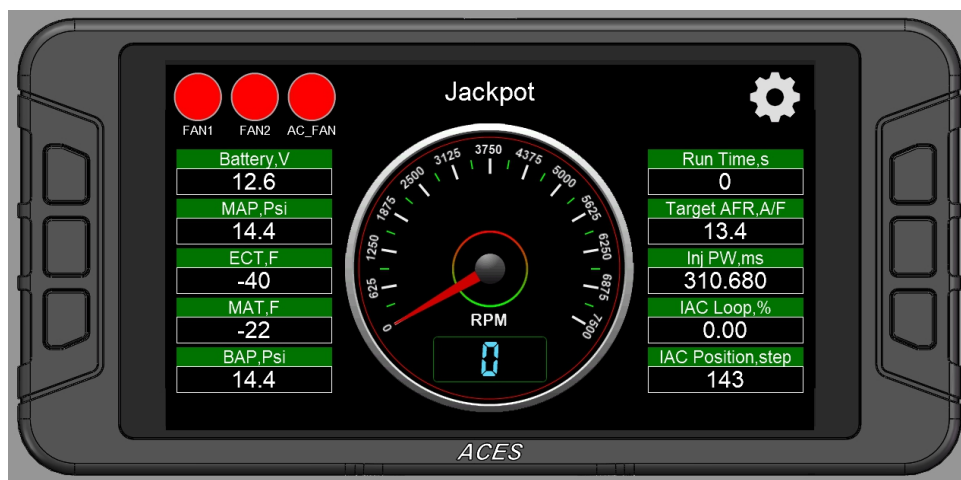 Jackpot
FAN1 FAN2 AC_FAN
Battery,V
12.6
MAP,Psi
14.4
ECT,F
-40
MAT,F
-22
BAP,Psi
14.4
0
625
1250
1875
2500
3125
3750
4375
5000
5625
6250
6875
7500
RPM
0
Run Time,s
0
Target AFR,A/F
13.4
Inj PW,ms
310.680
IAC Loop,%
0.00
IAC Position,step
143
ACES